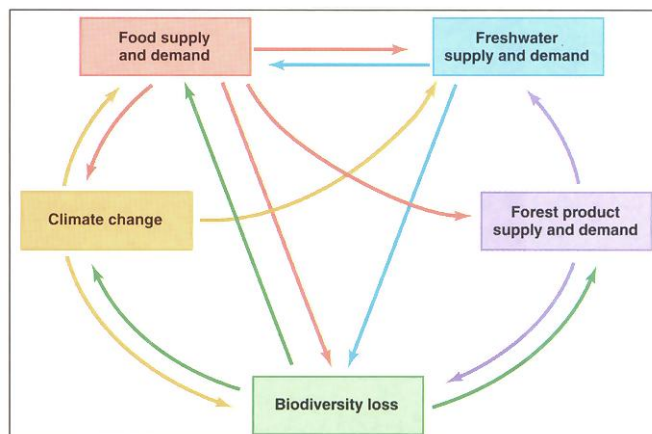 Food supply
and demand
Freshwater
supply and demand
Climate change
Forest product
supply and demand
Biodiversity loss